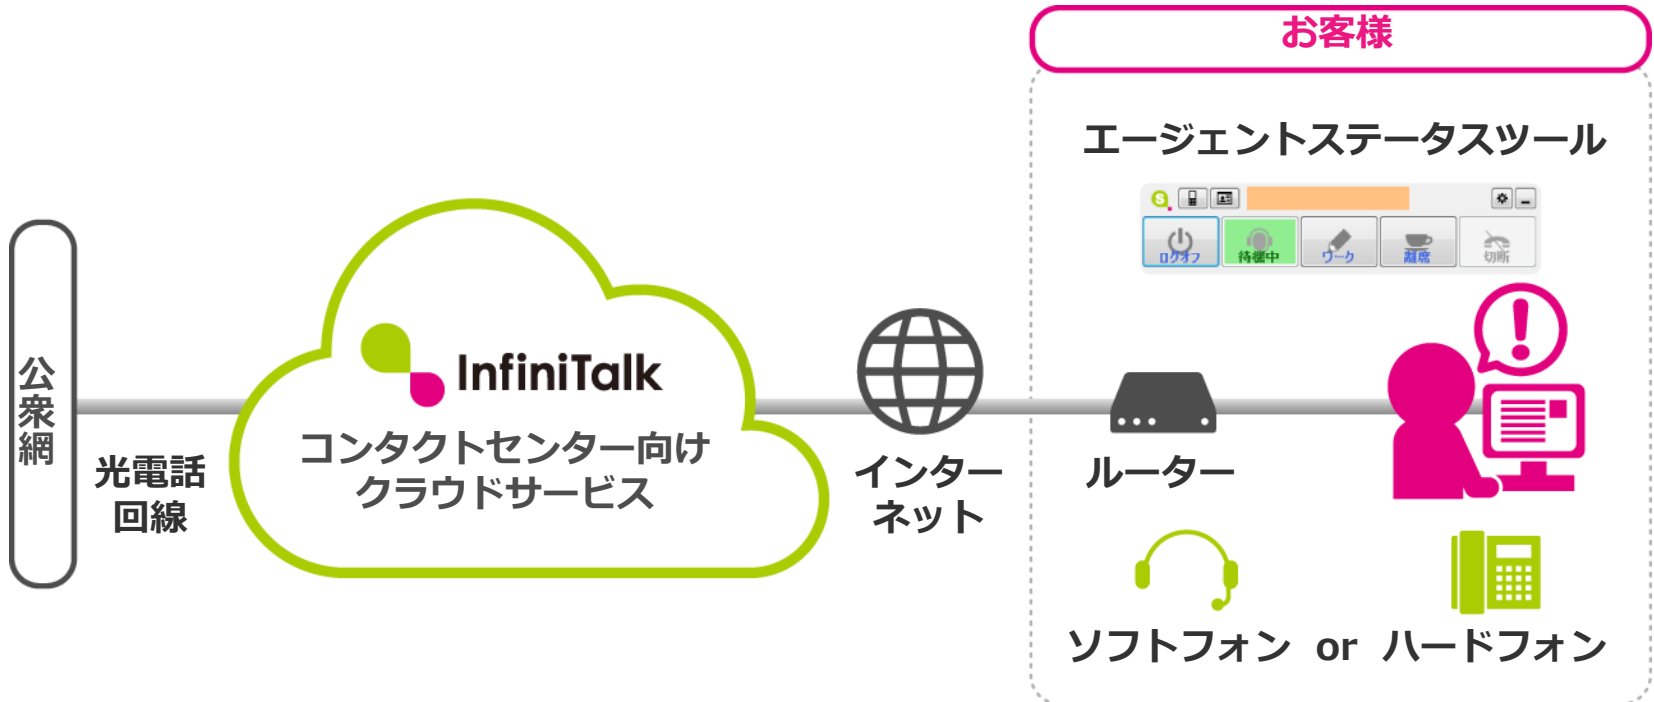 お客様
エージェントステータスツール
ログオフ
待機中
ワーク
離席
切断
公衆網
光電話
回線
InfiniTalk
コンタクトセンター向け
クラウドサービス
インター
ネット
ルーター
ソフトフォン or ハードフォン